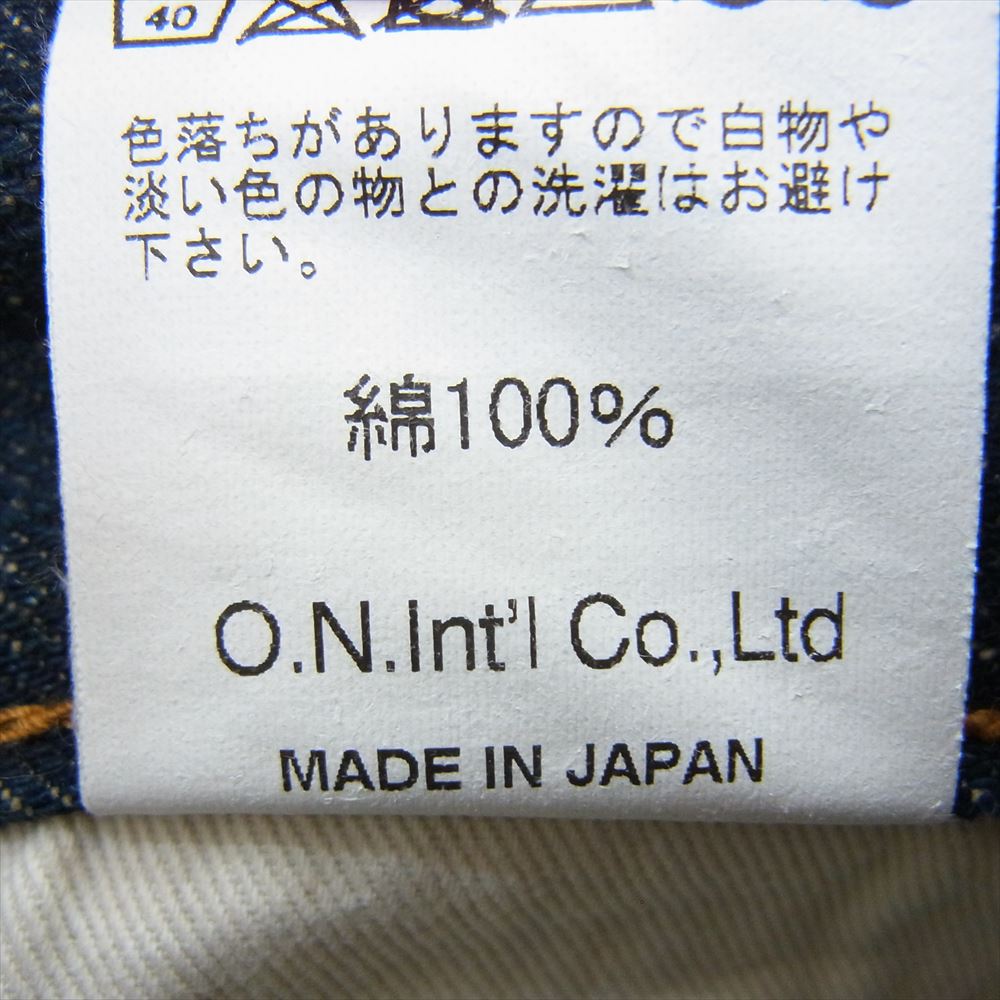 40
色落ちがありますので白物や
淡い色の物との洗濯はお避け
下さい。
綿100%
O.N.Int'l Co.,Ltd
MADE IN JAPAN